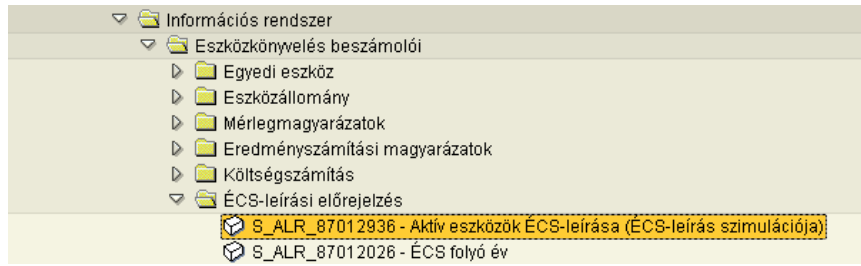 Információs rendszer
Eszközkönyvelés beszámolói
Egyedi eszköz
Eszközállomány
Mérlegmagyarázatok
Eredményszámítási magyarázatok
Költségszámítás
ÉCS-leírási előrejelzés
S_ALR_87012936 - Aktív eszközök ÉCS-leírása (ÉCS-leírás szimulációja)
S_ALR_87012026 - ÉCS folyó év